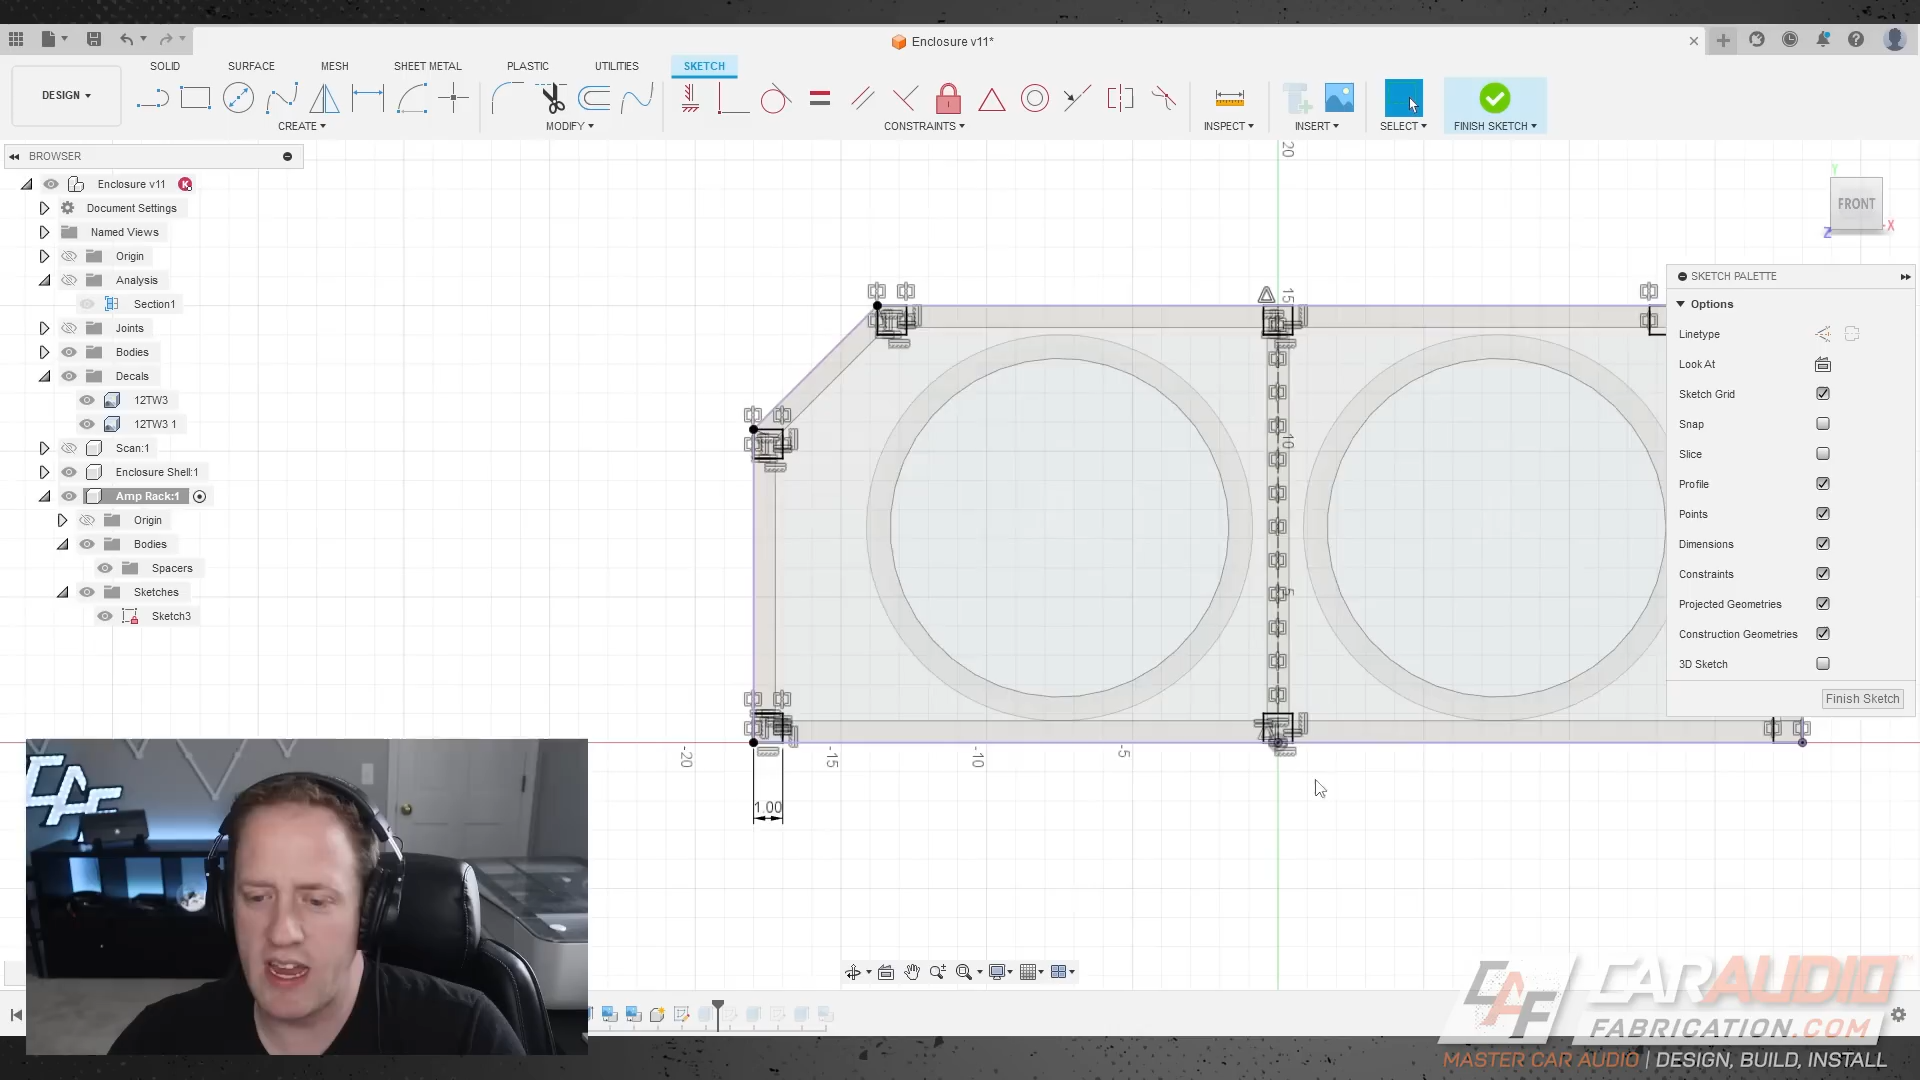 Enclosure v11*
SOLID
SURFACE
MESH
SHEET METAL
PLASTIC
UTILITIES
SKETCH
DESIGN
CREATE
MODIFY
CONSTRAINTS
INSPECT
INSERT
SELECT
FINISH SKETCH
BROWSER
Enclosure v11
K
Document Settings
Named Views
Origin
Analysis
Section1
Joints
Bodies
Decals
12TW3
12TW3 1
Scan:1
Enclosure Shell:1
Amp Rack:1
Origin
Bodies
Spacers
Sketches
Sketch3
20
15
10
5
-20
-15
-10
-5
1.00
Y
FRONT
X
Z
SKETCH PALETTE
Options
Linetype
Look At
Sketch Grid
Snap
Slice
Profile
Points
Dimensions
Constraints
Projected Geometries
Construction Geometries
3D Sketch
Finish Sketch
CAF
CAF
CAR AUDIO
FABRICATION.COM
MASTER CAR AUDIO | DESIGN, BUILD, INSTALL